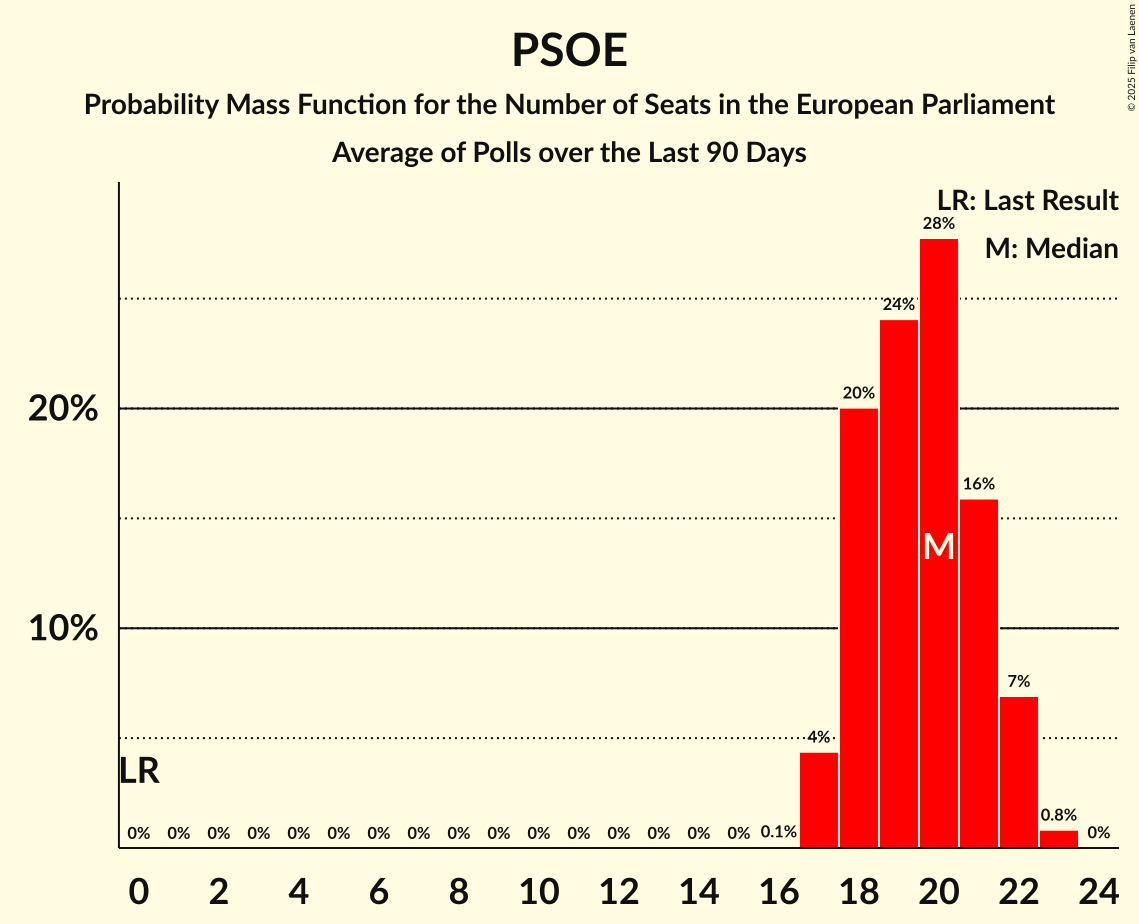 PSOE
Probability Mass Function for the Number of Seats in the European Parliament
Average of Polls over the Last 90 Days
© 2025 Filip van Laenen
LR: Last Result
M: Median
28%
24%
20%
20%
16%
M
10%
7%
4%
LR
0% 0% 0% 0% 0% 0% 0% 0% 0% 0% 0% 0% 0% 0% 0% 0% 0.1% 0.8% 0%
0 2 4 6 8 10 12 14 16 18 20 22 24